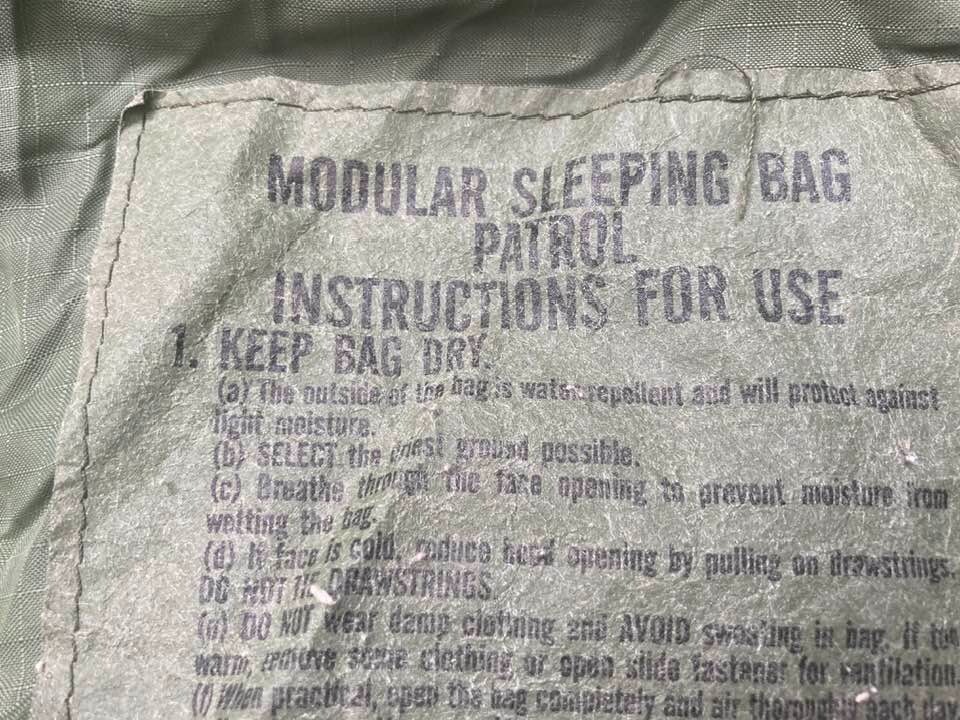 MODULAR SLEEPING BAG
PATROL
INSTRUCTIONS FOR USE
1. KEEP BAG DRY.
(a) The outside of the bag is water repellent and will protect against
light moisture.
(b) SELECT the driest ground possible.
(c) Breathe through the face opening to prevent moisture from
wetting the bag.
(d) If face is cold, reduce hood opening by pulling on drawstrings.
DO NOT TIE DRAWSTRINGS.
(e) DO NOT wear damp clothing and AVOID sweating in bag. If too
warm, remove some clothing or open slide fastener for ventilation.
(f) When practical, open the bag completely and air thoroughly each day